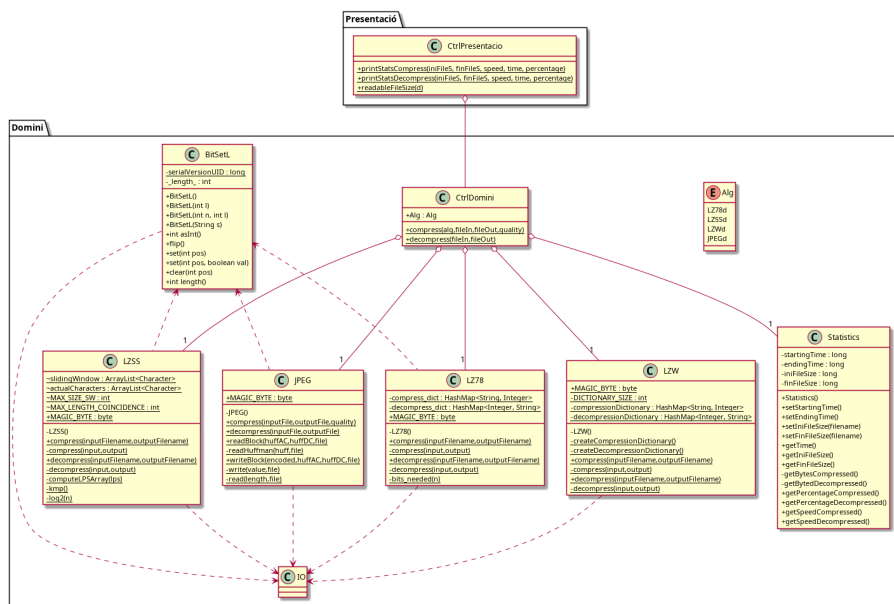 Presentació
C CtrlPresentacio
+printStatsCompress(iniFileS, finFileS, speed, time, percentage)
+printStatsDecompress(iniFileS, finFileS, speed, time, percentage)
+readableFileSize(d)
Domini
C BitSetL
-serialVersionUID : long
-_length_ : int
+BitSetL()
+BitSetL(int l)
+BitSetL(int n, int l)
+BitSetL(String s)
+int asInt()
+flip()
+set(int pos)
+set(int pos, boolean val)
+clear(int pos)
+int length()
C CtrlDomini
+Alg : Alg
+compress(alg,fileIn,fileOut,quality)
+decompress(fileIn,fileOut)
E Alg
LZ78d
LZSSd
LZWd
JPEGd
1
1
1
1
1
C LZSS
~slidingWindow : ArrayList<Character>
~actualCharacters : ArrayList<Character>
~MAX_SIZE_SW : int
~MAX_LENGTH_COINCIDENCE : int
+MAGIC_BYTE : byte
-LZSS()
+compress(inputFilename,outputFilename)
-compress(input,output)
+decompress(inputFilename,outputFilename)
-decompress(input,output)
-computeLPSArray(lps)
-kmp()
-log2(n)
C JPEG
+MAGIC_BYTE : byte
-JPEG()
+compress(inputFile,outputFile,quality)
+decompress(inputFile,outputFile)
+readBlock(huffAC,huffDC,file)
-readHuffman(huff,file)
+writeBlock(encoded,huffAC,huffDC,file)
-write(value,file)
-read(length,file)
C LZ78
-compress_dict : HashMap<String, Integer>
-decompress_dict : HashMap<Integer, String>
+MAGIC_BYTE : byte
-LZ78()
+compress(inputFilename,outputFilename)
-compress(input,output)
+decompress(inputFilename,outputFilename)
-decompress(input,output)
-bits_needed(n)
C LZW
+MAGIC_BYTE : byte
-DICTIONARY_SIZE : int
-compressionDictionary : HashMap<String, Integer>
-decompressionDictionary : HashMap<Integer, String>
-LZW()
-createCompressionDictionary()
-createDecompressionDictionary()
+compress(inputFilename,outputFilename)
-compress(input,output)
+decompress(inputFilename,outputFilename)
-decompress(input,output)
C Statistics
-startingTime : long
-endingTime : long
-iniFileSize : long
-finFileSize : long
+Statistics()
+setStartingTime()
+setEndingTime()
+setIniFileSize(filename)
+setFinFileSize(filename)
+getTime()
+getIniFileSize()
+getFinFileSize()
-getBytesCompressed()
-getBytedDecompressed()
+getPercentageCompressed()
+getPercentageDecompressed()
+getSpeedCompressed()
+getSpeedDecompressed()
C IO